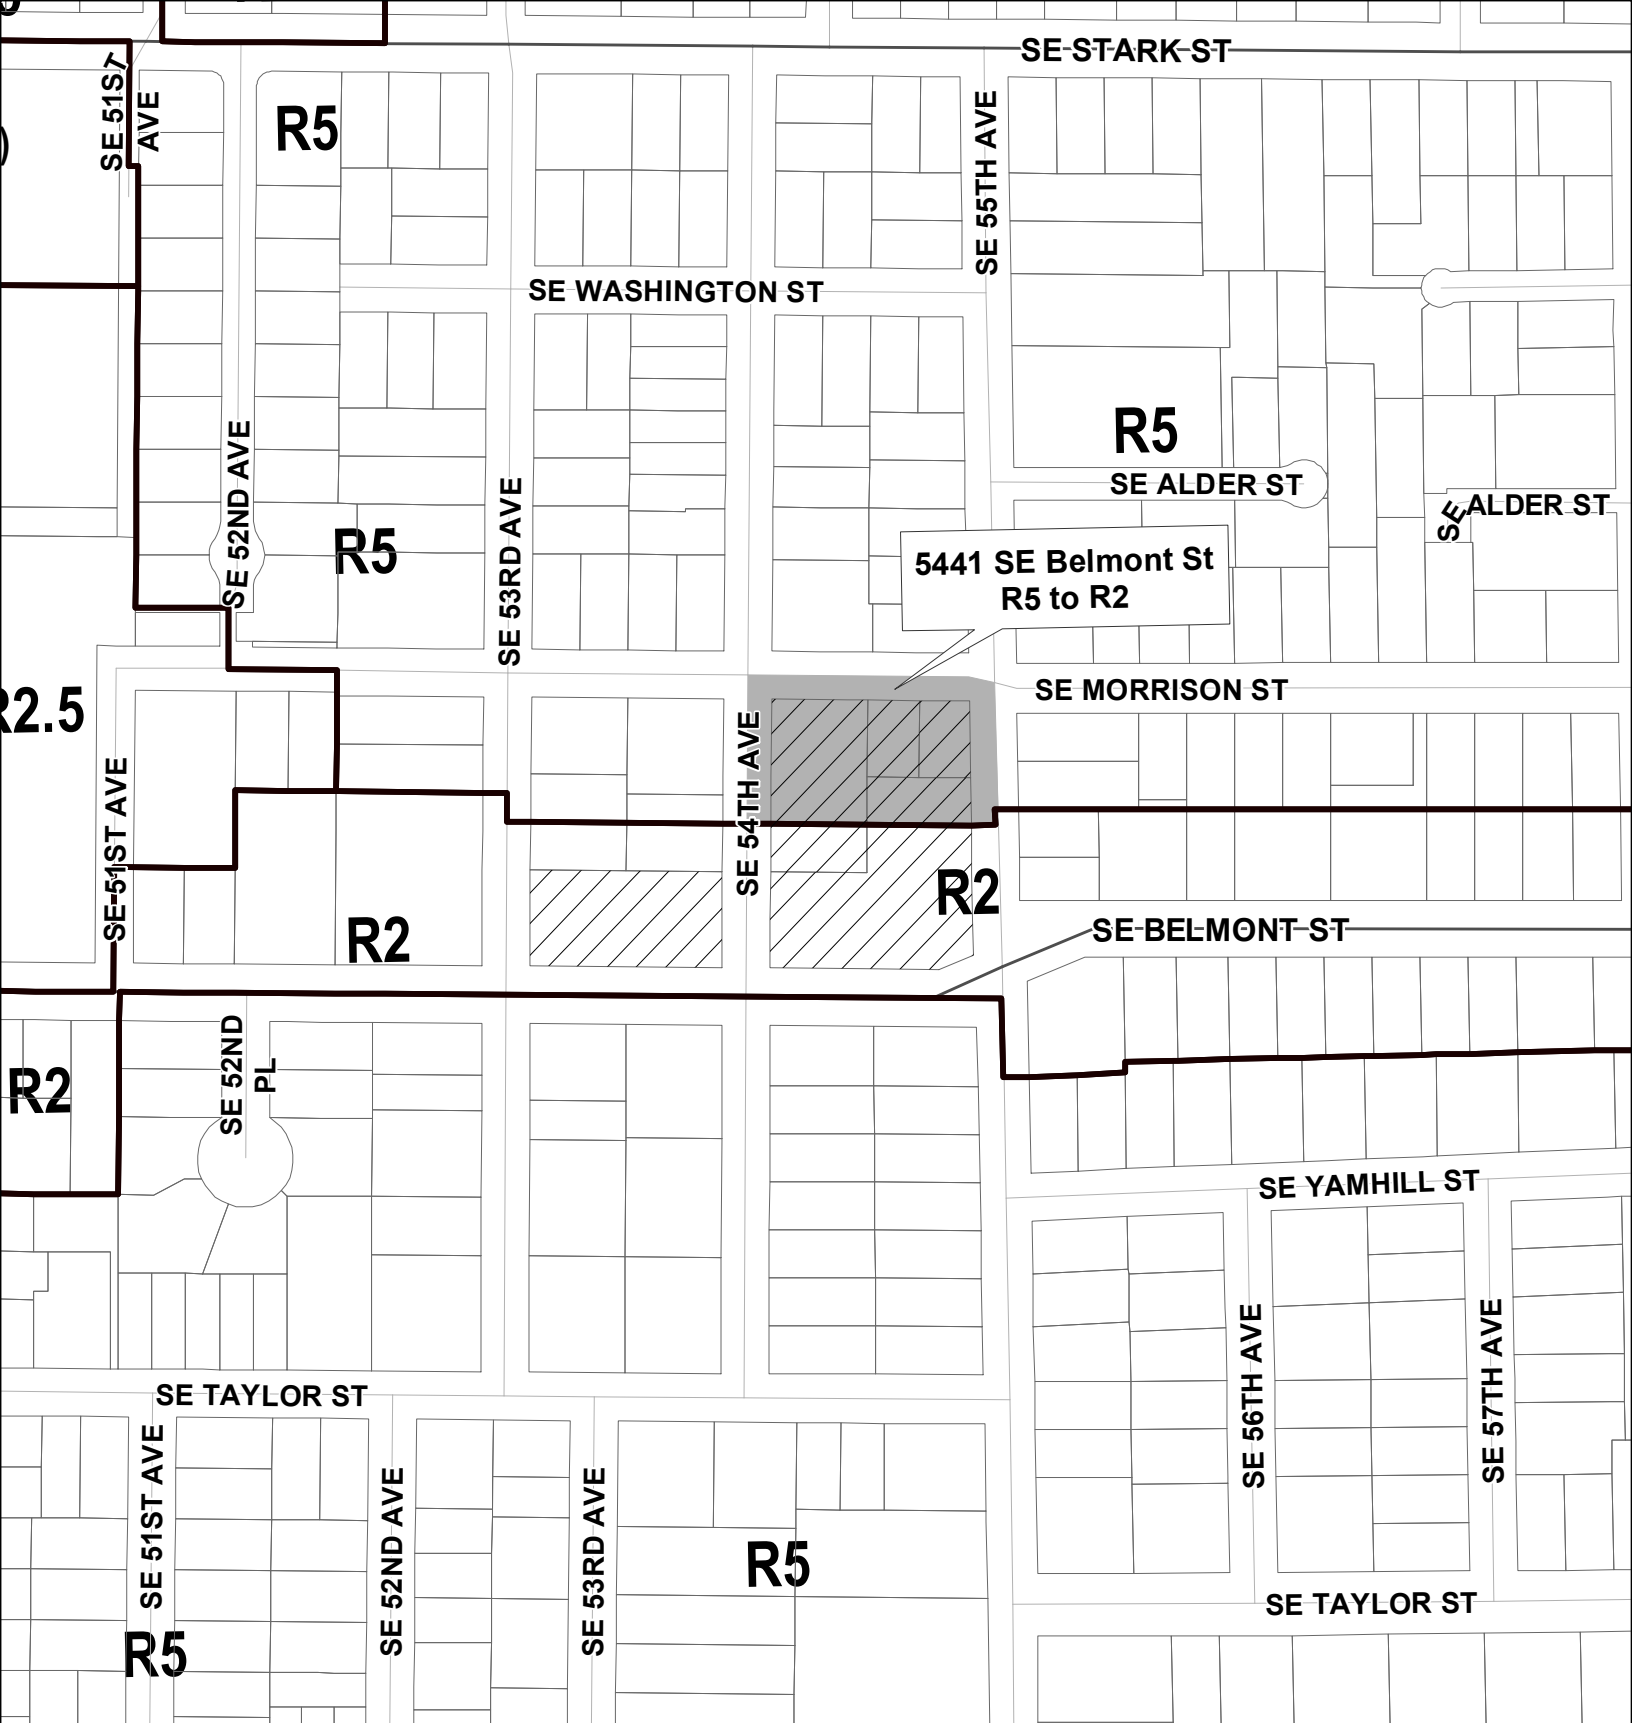 SE STARK ST
SE 51ST
AVE
R5
SE 55TH AVE
)
SE WASHINGTON ST
SE 52ND AVE
R5
SE ALDER ST
SE
ALDER ST
SE 53RD AVE
R5
5441 SE Belmont St
R5 to R2
R2.5
SE MORRISON ST
SE 54TH AVE
SE 51ST AVE
R2
R2
SE BELMONT ST
SE 52ND
PL
R2
SE YAMHILL ST
SE 56TH AVE
SE 57TH AVE
SE TAYLOR ST
SE 51ST AVE
SE 52ND AVE
SE 53RD AVE
R5
SE TAYLOR ST
R5